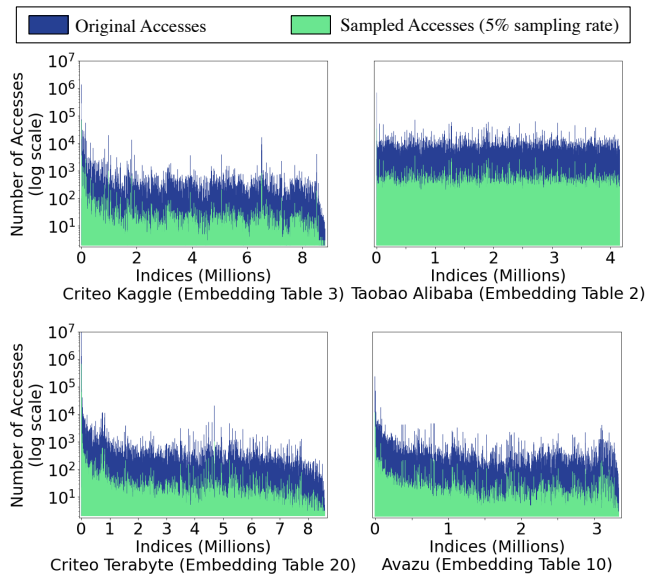 Original Accesses Sampled Accesses (5% sampling rate)
10^7
10^6
10^5
10^4
10^3
10^2
10^1
Number of Accesses
(log scale)
0 2 4 6 8
0 1 2 3 4
Indices (Millions) Indices (Millions)
Criteo Kaggle (Embedding Table 3) Taobao Alibaba (Embedding Table 2)
10^7
10^6
10^5
10^4
10^3
10^2
10^1
Number of Accesses
(log scale)
0 1 2 3 4 5 6 7 8
0 1 2 3
Indices (Millions) Indices (Millions)
Criteo Terabyte (Embedding Table 20) Avazu (Embedding Table 10)